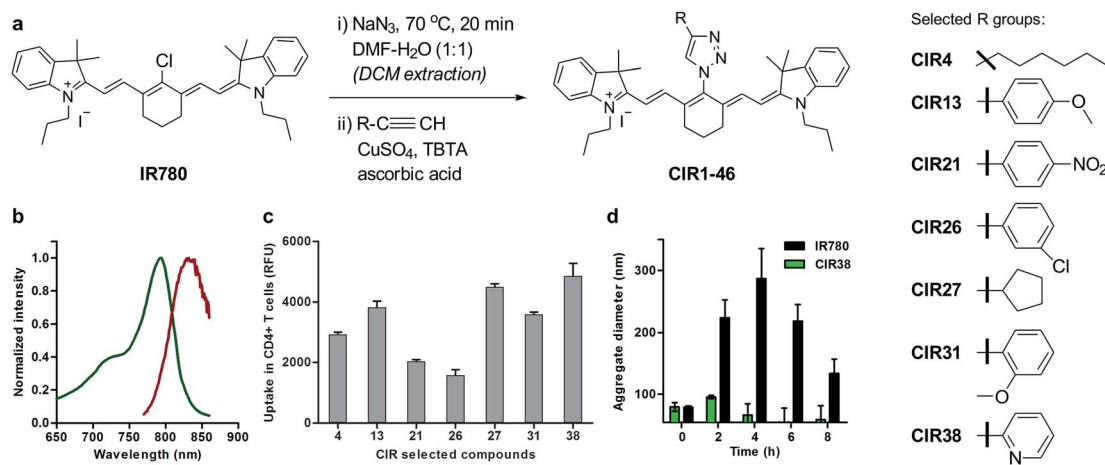 a
Cl
N
+
I⁻
N
IR780
i) NaN₃, 70 °C, 20 min
DMF-H₂O (1:1)
(DCM extraction)
ii) R-C≡CH
CuSO₄, TBTA
ascorbic acid
R
N
N
N
N
+
I⁻
N
CIR1-46
Selected R groups:
CIR4
CIR13
O
CIR21
NO₂
CIR26
Cl
CIR27
CIR31
O
CIR38
N
b
Normalized intensity
1.0
0.8
0.6
0.4
0.2
0.0
650 700 750 800 850 900
Wavelength (nm)
c
Uptake in CD4+ T cells (RFU)
6000
4000
2000
0
4 13 21 26 27 31 38
CIR selected compounds
d
IR780
CIR38
Aggregate diameter (nm)
300
200
100
0 2 4 6 8
Time (h)